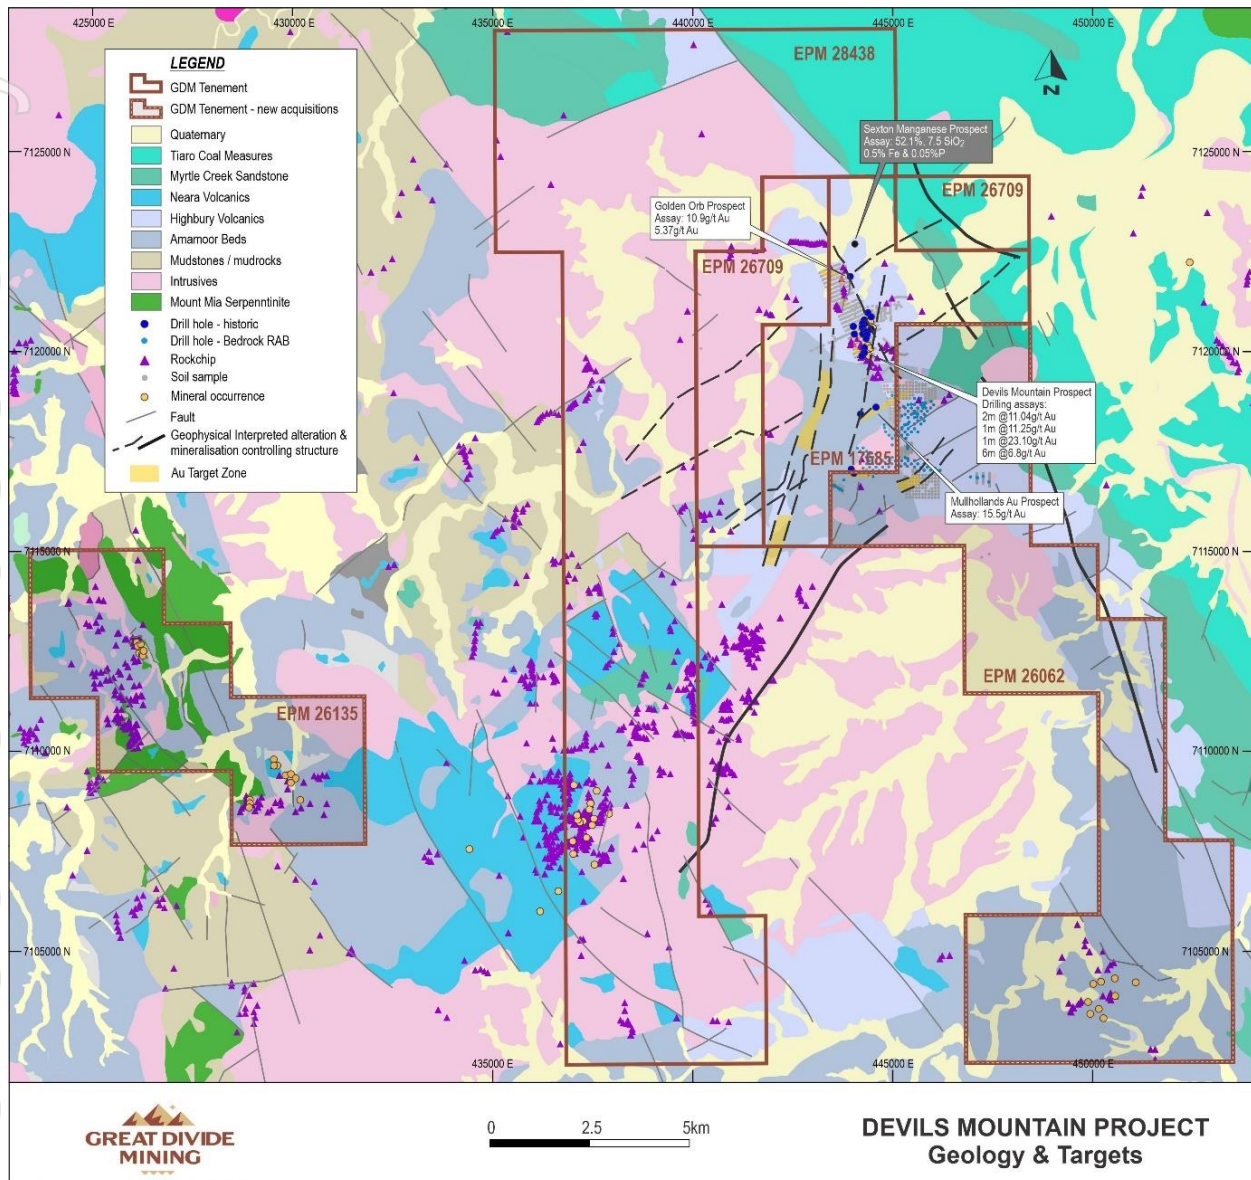 425000 E
430000 E
435000 E
440000 E
445000 E
450000 E
LEGEND
GDM Tenement
GDM Tenement - new acquisitions
Quaternary
Tiaro Coal Measures
Myrtle Creek Sandstone
Neara Volcanics
Highbury Volcanics
Amamoor Beds
Mudstones / mudrocks
Intrusives
Mount Mia Serpenntinite
Drill hole - historic
Drill hole - Bedrock RAB
Rockchip
Soil sample
Mineral occurrence
Fault
Geophysical Interpreted alteration &
mineralisation controlling structure
Au Target Zone
EPM 28438
N
Sexton Manganese Prospect
Assay: 52.1%, 7.5 SiO2
0.5% Fe & 0.05%P
7125000 N
7125000 N
EPM 26709
Golden Orb Prospect
Assay: 10.9g/t Au
5.37g/t Au
EPM 26709
7120000 N
7120000 N
Devils Mountain Prospect
Drilling assays:
2m @11.04g/t Au
1m @11.25g/t Au
1m @23.10g/t Au
6m @6.8g/t Au
EPM 17685
Mullhollands Au Prospect
Assay: 15.5g/t Au
7115000 N
7115000 N
EPM 26062
EPM 26135
7110000 N
7110000 N
7105000 N
7105000 N
435000 E
445000 E
450000 E
GREAT DIVIDE
MINING
0 2.5 5km
DEVILS MOUNTAIN PROJECT
Geology & Targets